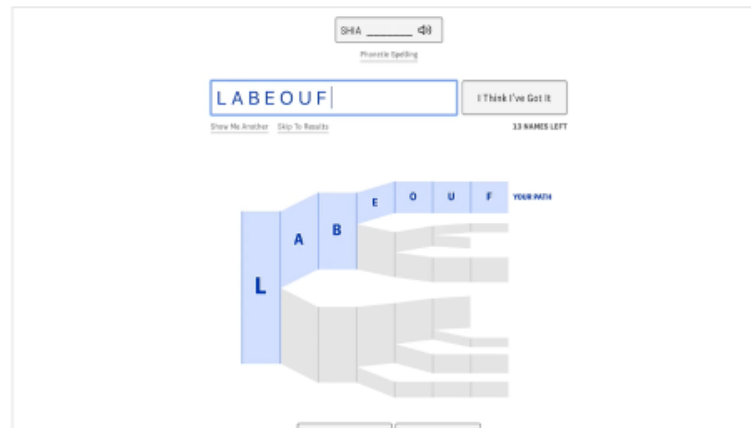 SHIA ______
Phonetic Spelling
LABEOUF
I Think I've Got It
Show Me Another Skip To Results
13 NAMES LEFT
E O U F YOUR PATH
A B
L